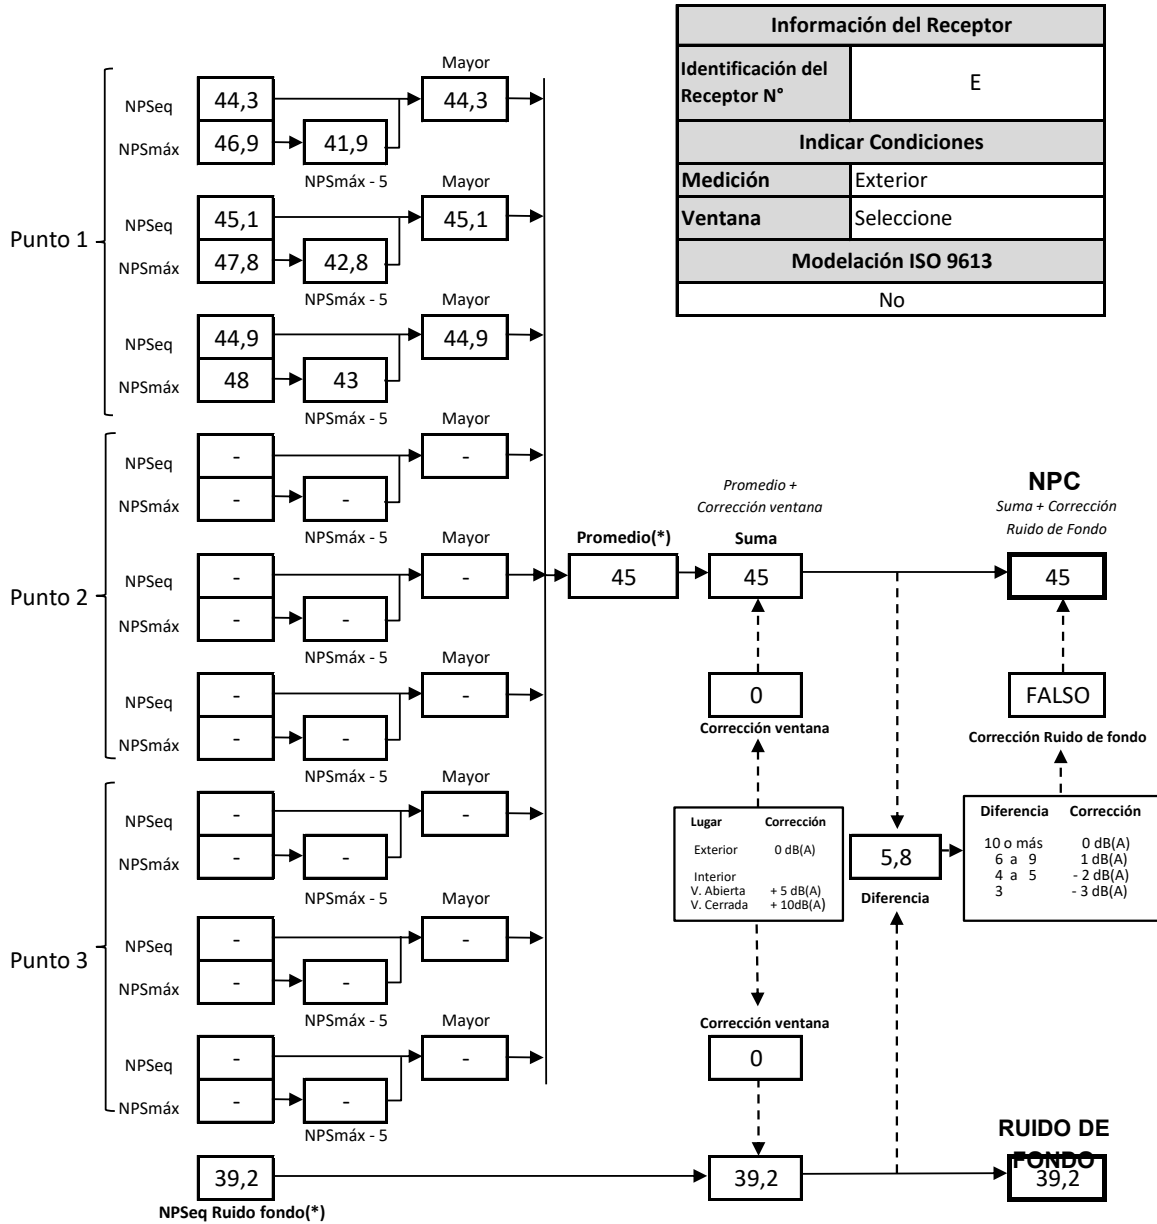 Información del Receptor
Identificación del Receptor N°
E
Indicar Condiciones
Medición Exterior
Ventana Seleccione
Modelación ISO 9613
No
Punto 1
Mayor
NPSeq 44,3 44,3
NPSmáx 46,9 41,9
NPSmáx - 5
Mayor
NPSeq 45,1 45,1
NPSmáx 47,8 42,8
NPSmáx - 5
Mayor
NPSeq 44,9 44,9
NPSmáx 48 43
NPSmáx - 5
Punto 2
Mayor
NPSeq - -
NPSmáx - -
NPSmáx - 5
Mayor
NPSeq - -
NPSmáx - -
NPSmáx - 5
Mayor
NPSeq - -
NPSmáx - -
NPSmáx - 5
Punto 3
Mayor
NPSeq - -
NPSmáx - -
NPSmáx - 5
Mayor
NPSeq - -
NPSmáx - -
NPSmáx - 5
Mayor
NPSeq - -
NPSmáx - -
NPSmáx - 5
Promedio(*)
45
Promedio +
Corrección ventana
Suma
45
NPC
Suma + Corrección
Ruido de Fondo
45
0
Corrección ventana
FALSO
Corrección Ruido de fondo
Lugar Corrección
Exterior 0 dB(A)
Interior
V. Abierta + 5 dB(A)
V. Cerrada + 10dB(A)
5,8
Diferencia
Diferencia Corrección
10 o más 0 dB(A)
6 a 9 1 dB(A)
4 a 5 - 2 dB(A)
3 - 3 dB(A)
Corrección ventana
0
39,2
NPSeq Ruido fondo(*)
39,2
RUIDO DE
FONDO
39,2